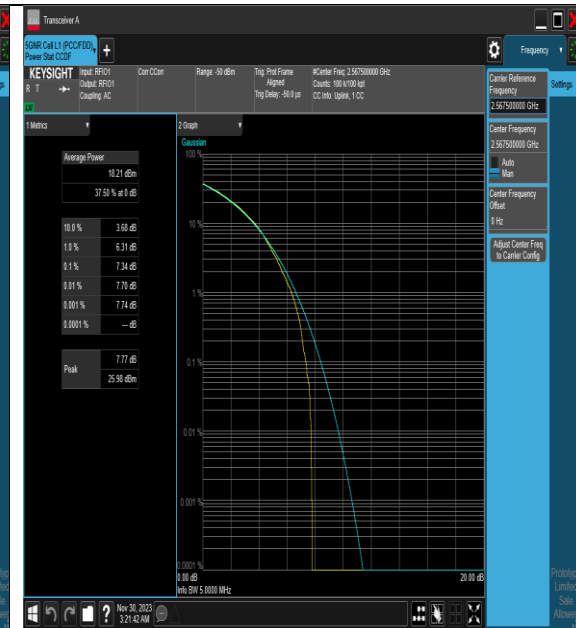 Transceiver A
5GNR Cell L1 (PCC/FDD),
Power Stat CCDF
Frequency
KEYSIGHT
R T
Input: RFIO1
Output: RFIO1
Coupling: AC
Corr CCorr
Range: -50 dBm
Trig: Prot Frame
Aligned
Trig Delay: -50.0 µs
#Center Freq: 2.567500000 GHz
Counts: 100 k/100 kpt
CC Info: Uplink, 1 CC
1 Metrics
2 Graph
Average Power
18.21 dBm
37.50 % at 0 dB
10.0 % 3.68 dB
1.0 % 6.31 dB
0.1 % 7.34 dB
0.01 % 7.70 dB
0.001 % 7.74 dB
0.0001 % --- dB
Peak
7.77 dB
25.98 dBm
Gaussian
100 %
10 %
1 %
0.1 %
0.01 %
0.001 %
0.0001 %
0.00 dB
20.00 dB
Info BW 5.0000 MHz
Carrier Reference
Frequency
2.567500000 GHz
Center Frequency
2.567500000 GHz
Auto
Man
Center Frequency
Offset
0 Hz
Adjust Center Freq
to Carrier Config
Settings
Nov 30, 2023
3:21:42 AM